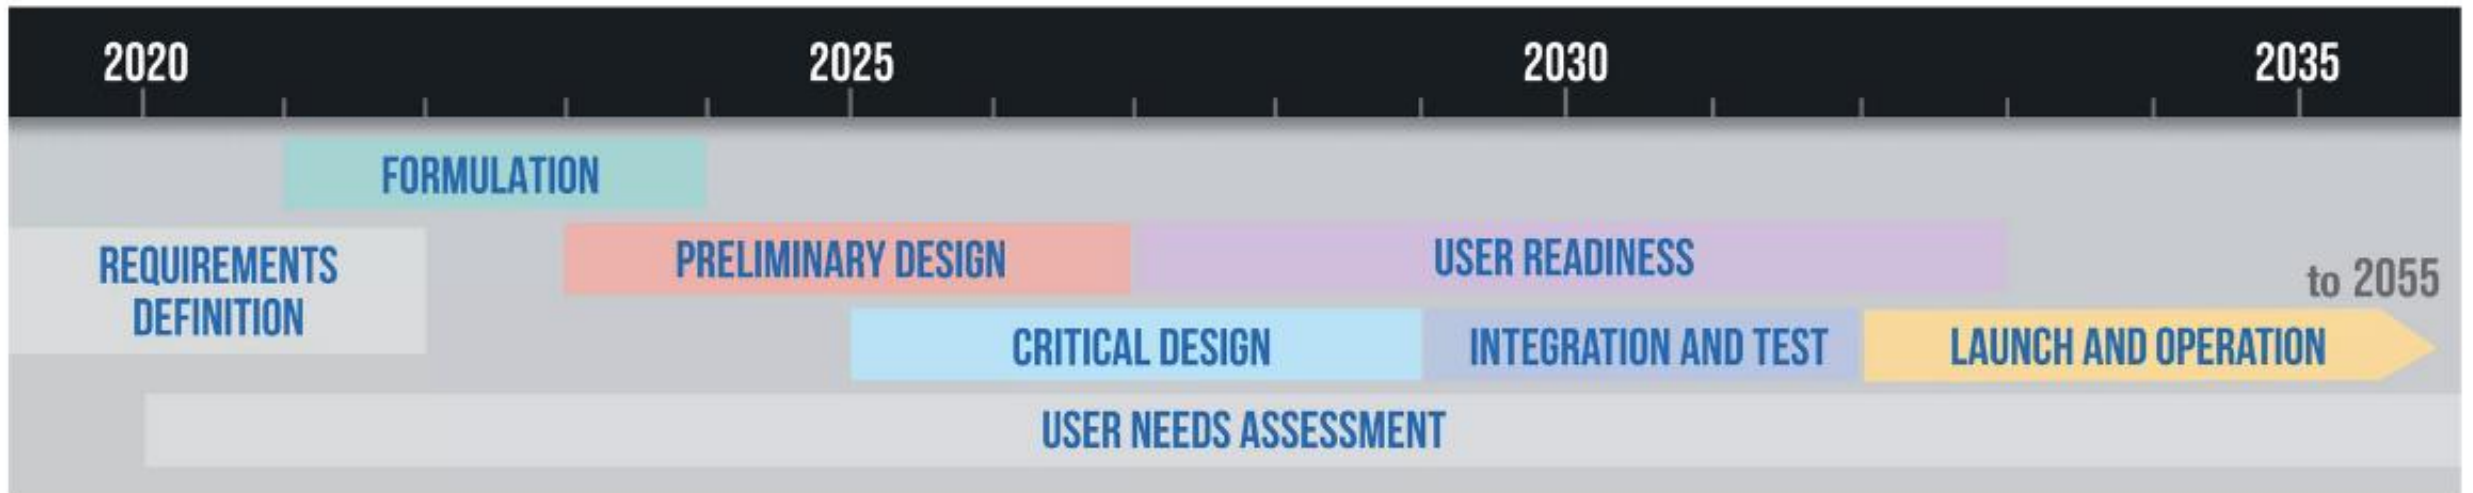 2020 2025 2030 2035
FORMULATION
PRELIMINARY DESIGN
USER READINESS
REQUIREMENTS
DEFINITION
to 2055
CRITICAL DESIGN
INTEGRATION AND TEST
LAUNCH AND OPERATION
USER NEEDS ASSESSMENT